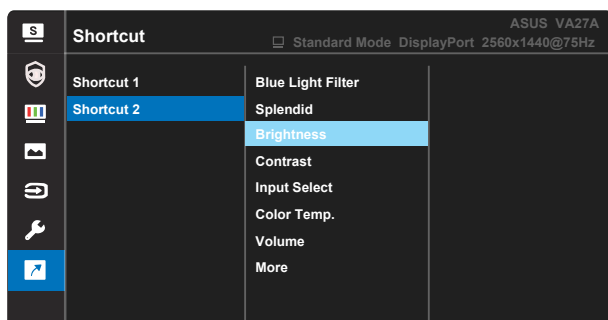 S
ASUS VA27A
Shortcut
Standard Mode DisplayPort 2560x1440@75Hz
Shortcut 1
Shortcut 2
Blue Light Filter
Splendid
Brightness
Contrast
Input Select
Color Temp.
Volume
More